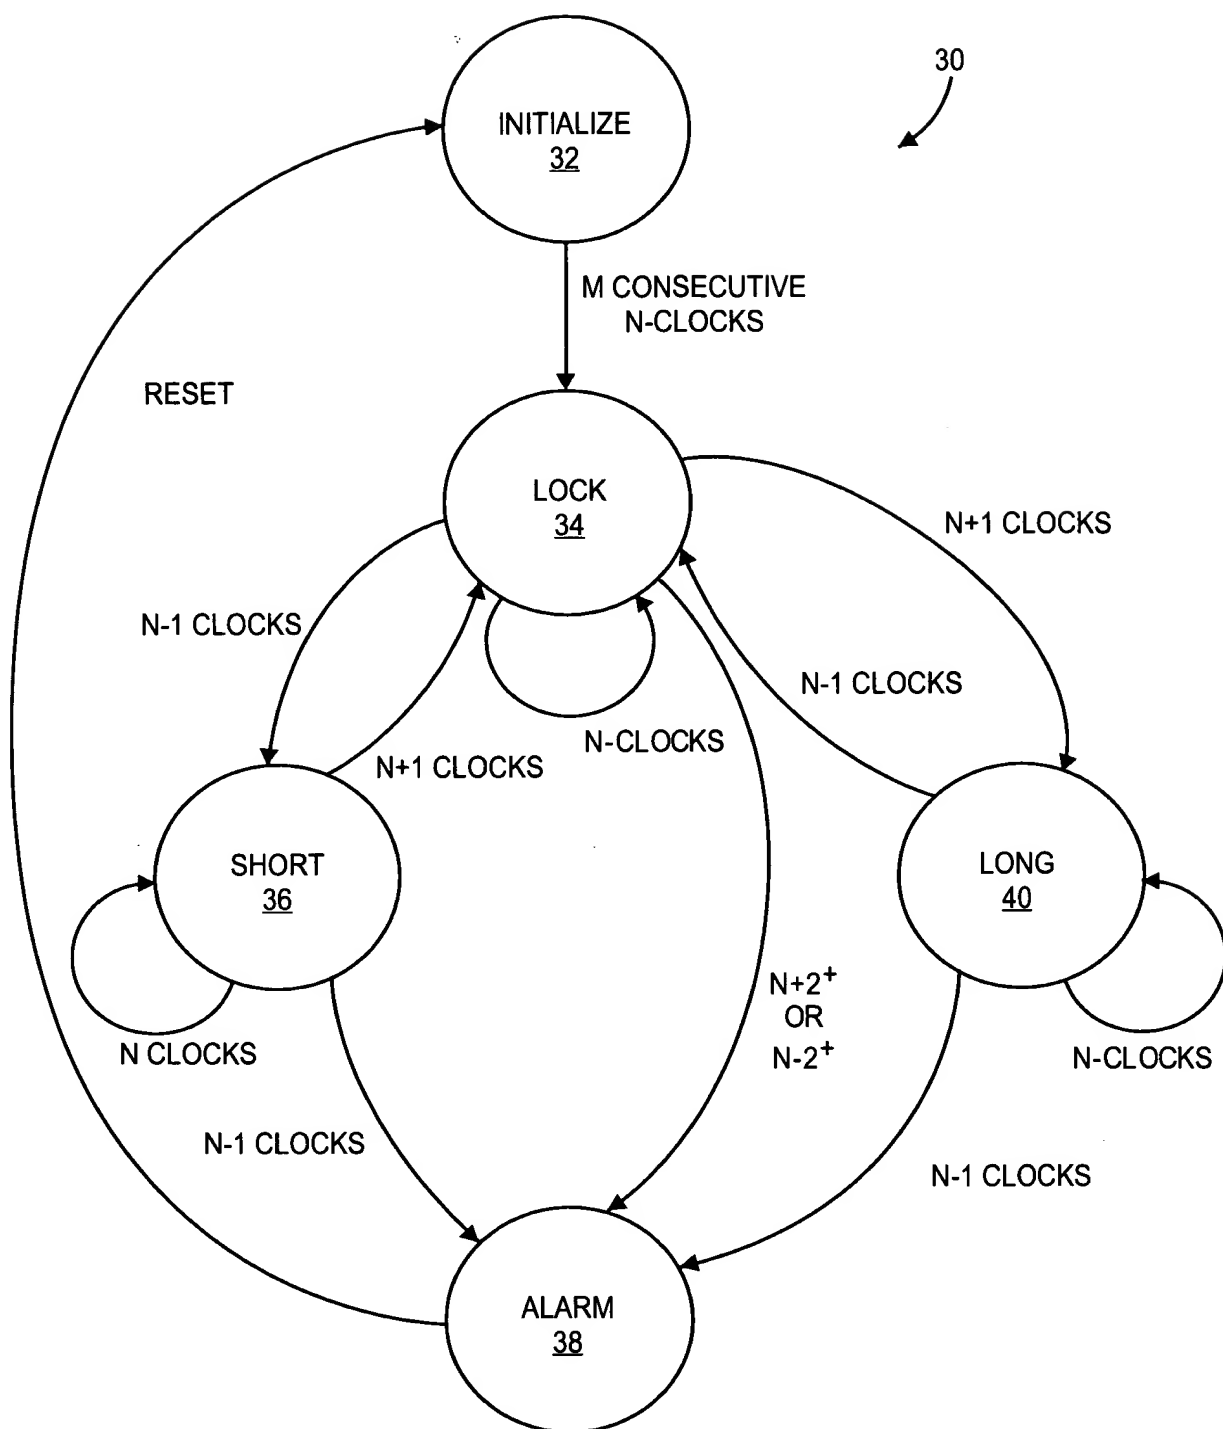 30
INITIALIZE
32
M CONSECUTIVE
N-CLOCKS
RESET
LOCK
34
N+1 CLOCKS
N-1 CLOCKS
N-1 CLOCKS
N-CLOCKS
N+1 CLOCKS
SHORT
36
LONG
40
N+2⁺
OR
N-2⁺
N CLOCKS
N-CLOCKS
N-1 CLOCKS
N-1 CLOCKS
ALARM
38